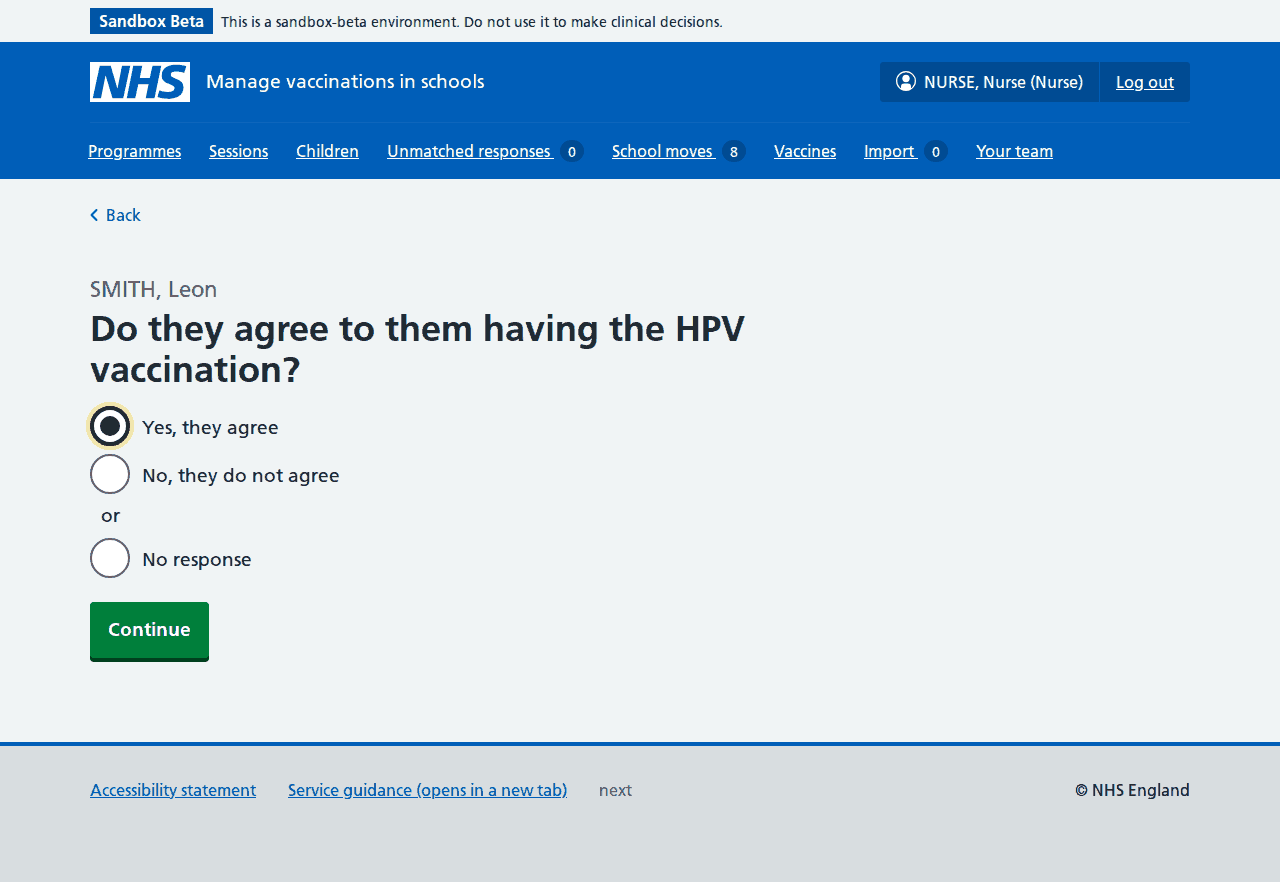 Sandbox Beta This is a sandbox-beta environment. Do not use it to make clinical decisions.
NHS Manage vaccinations in schools NURSE, Nurse (Nurse) Log out
Programmes Sessions Children Unmatched responses 0 School moves 8 Vaccines Import 0 Your team
Back
SMITH, Leon
Do they agree to them having the HPV
vaccination?
Yes, they agree
No, they do not agree
or
No response
Continue
Accessibility statement Service guidance (opens in a new tab) next © NHS England